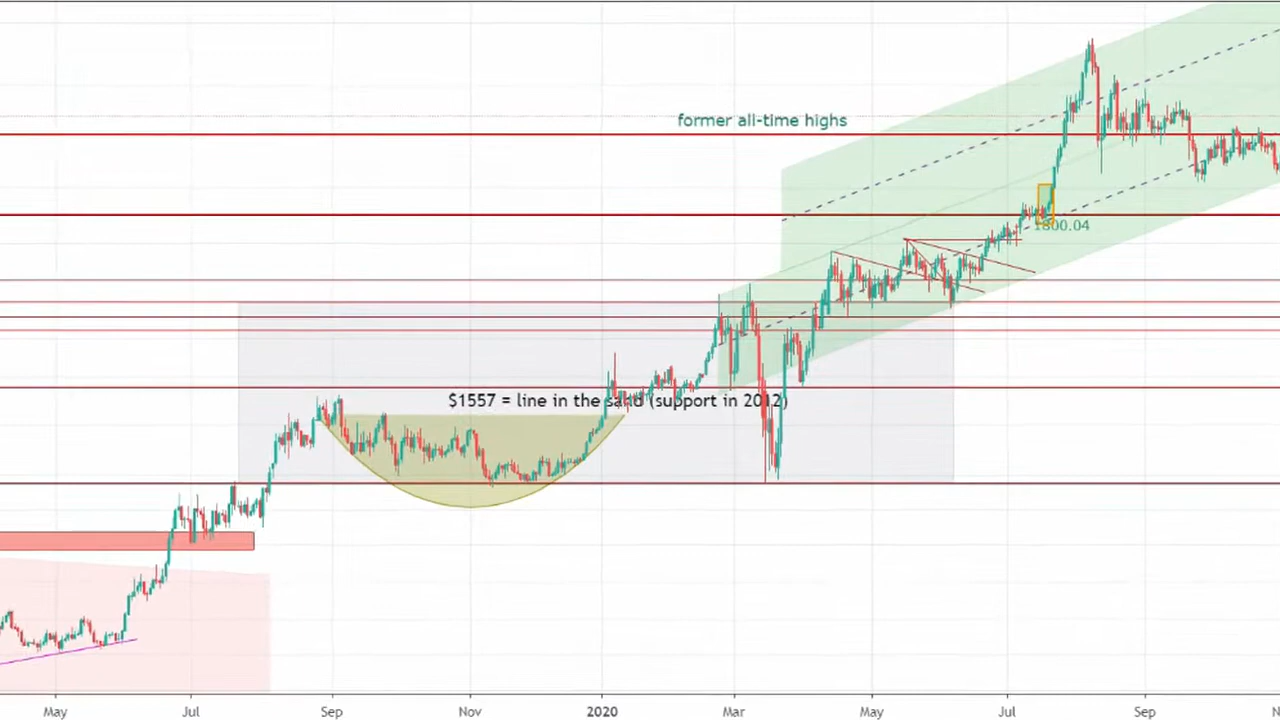 former all-time highs
1800.04
$1557 = line in the sand (support in 2012)
May Jul Sep Nov 2020 Mar May Jul Sep N